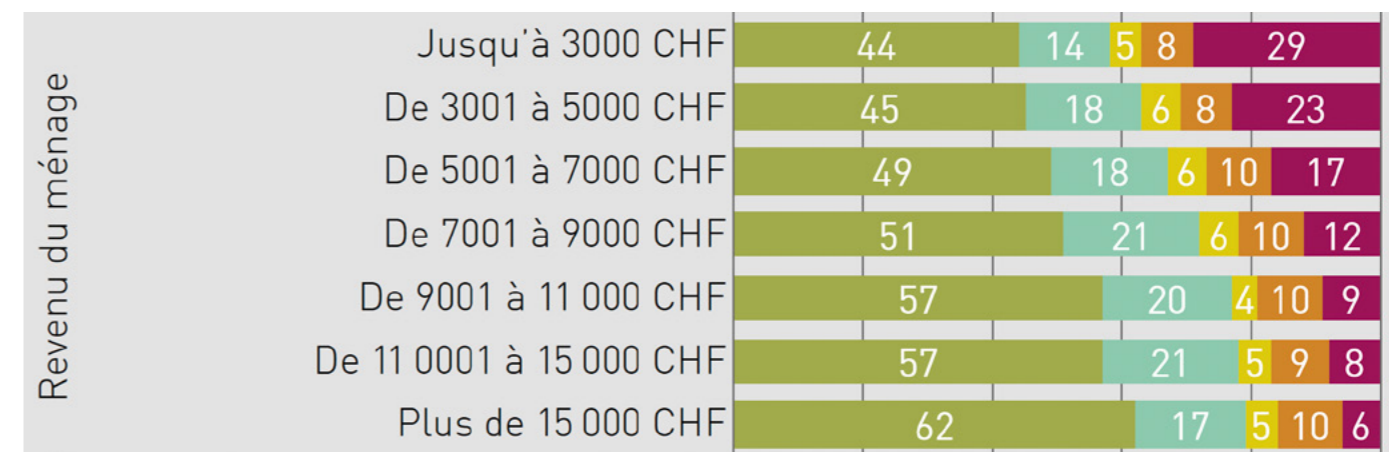 Revenu du ménage
Jusqu'à 3000 CHF 44 14 5 8 29
De 3001 à 5000 CHF 45 18 6 8 23
De 5001 à 7000 CHF 49 18 6 10 17
De 7001 à 9000 CHF 51 21 6 10 12
De 9001 à 11 000 CHF 57 20 4 10 9
De 11 0001 à 15 000 CHF 57 21 5 9 8
Plus de 15 000 CHF 62 17 5 10 6